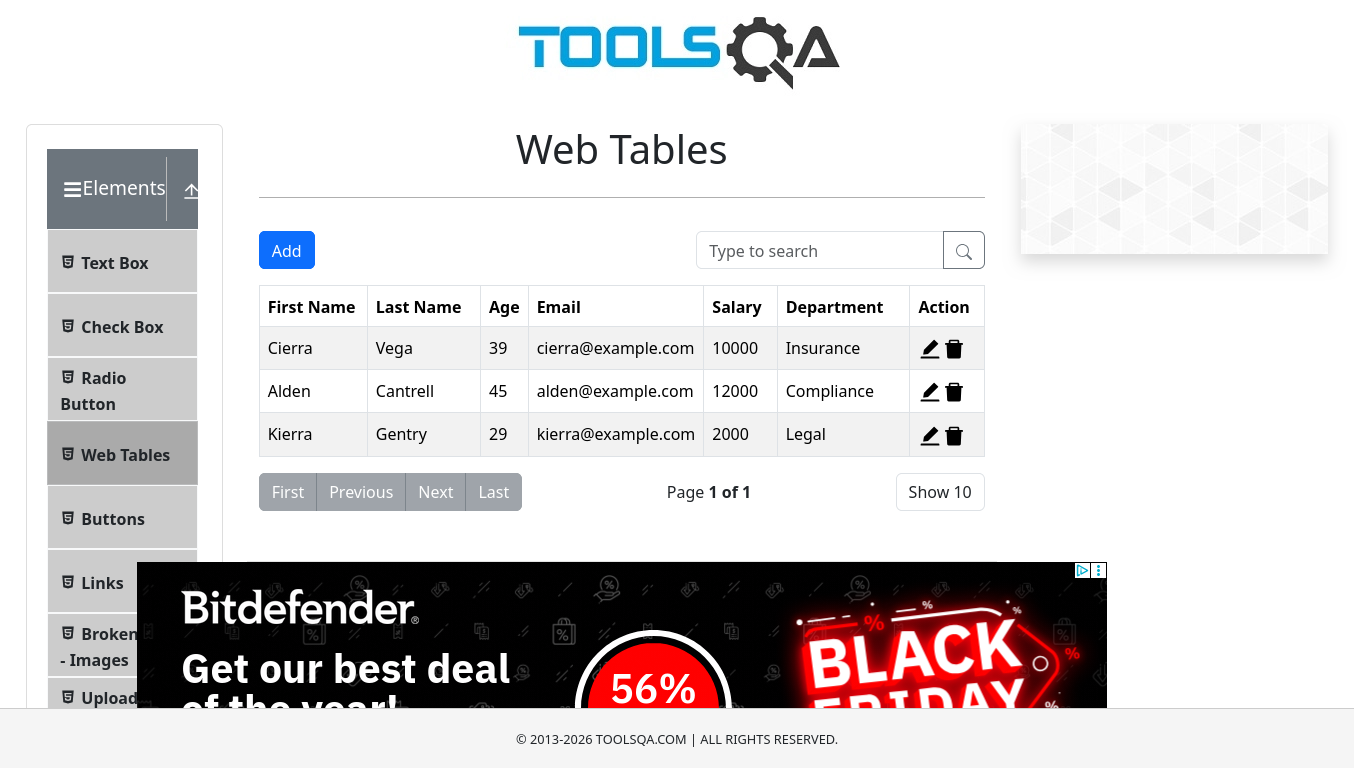 TOOLSQA
Elements
Text Box
Check Box
Radio
Button
Web Tables
Buttons
Links
Broken
- Images
Upload
Web Tables
Add
Type to search
First Name Last Name Age Email Salary Department Action
Cierra Vega 39 cierra@example.com 10000 Insurance
Alden Cantrell 45 alden@example.com 12000 Compliance
Kierra Gentry 29 kierra@example.com 2000 Legal
First Previous Next Last
Page 1 of 1
Show 10
Bitdefender®
Get our best deal
of the year!
56%
BLACK
FRIDAY
© 2013-2026 TOOLSQA.COM | ALL RIGHTS RESERVED.